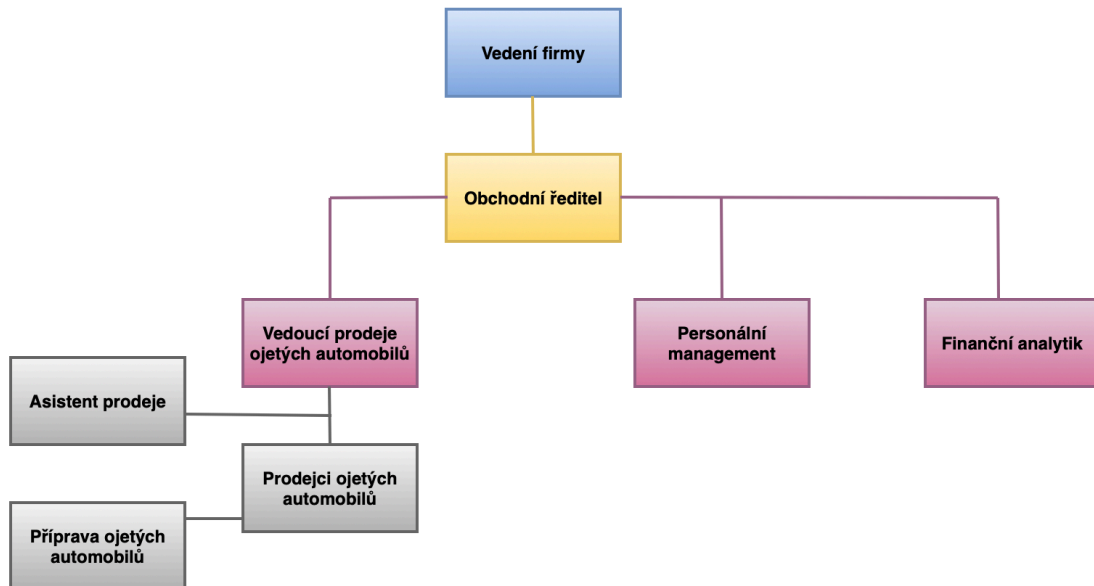 Vedení firmy
Obchodní ředitel
Vedoucí prodeje
ojetých automobilů
Personální
management
Finanční analytik
Asistent prodeje
Prodejci ojetých
automobilů
Příprava ojetých
automobilů